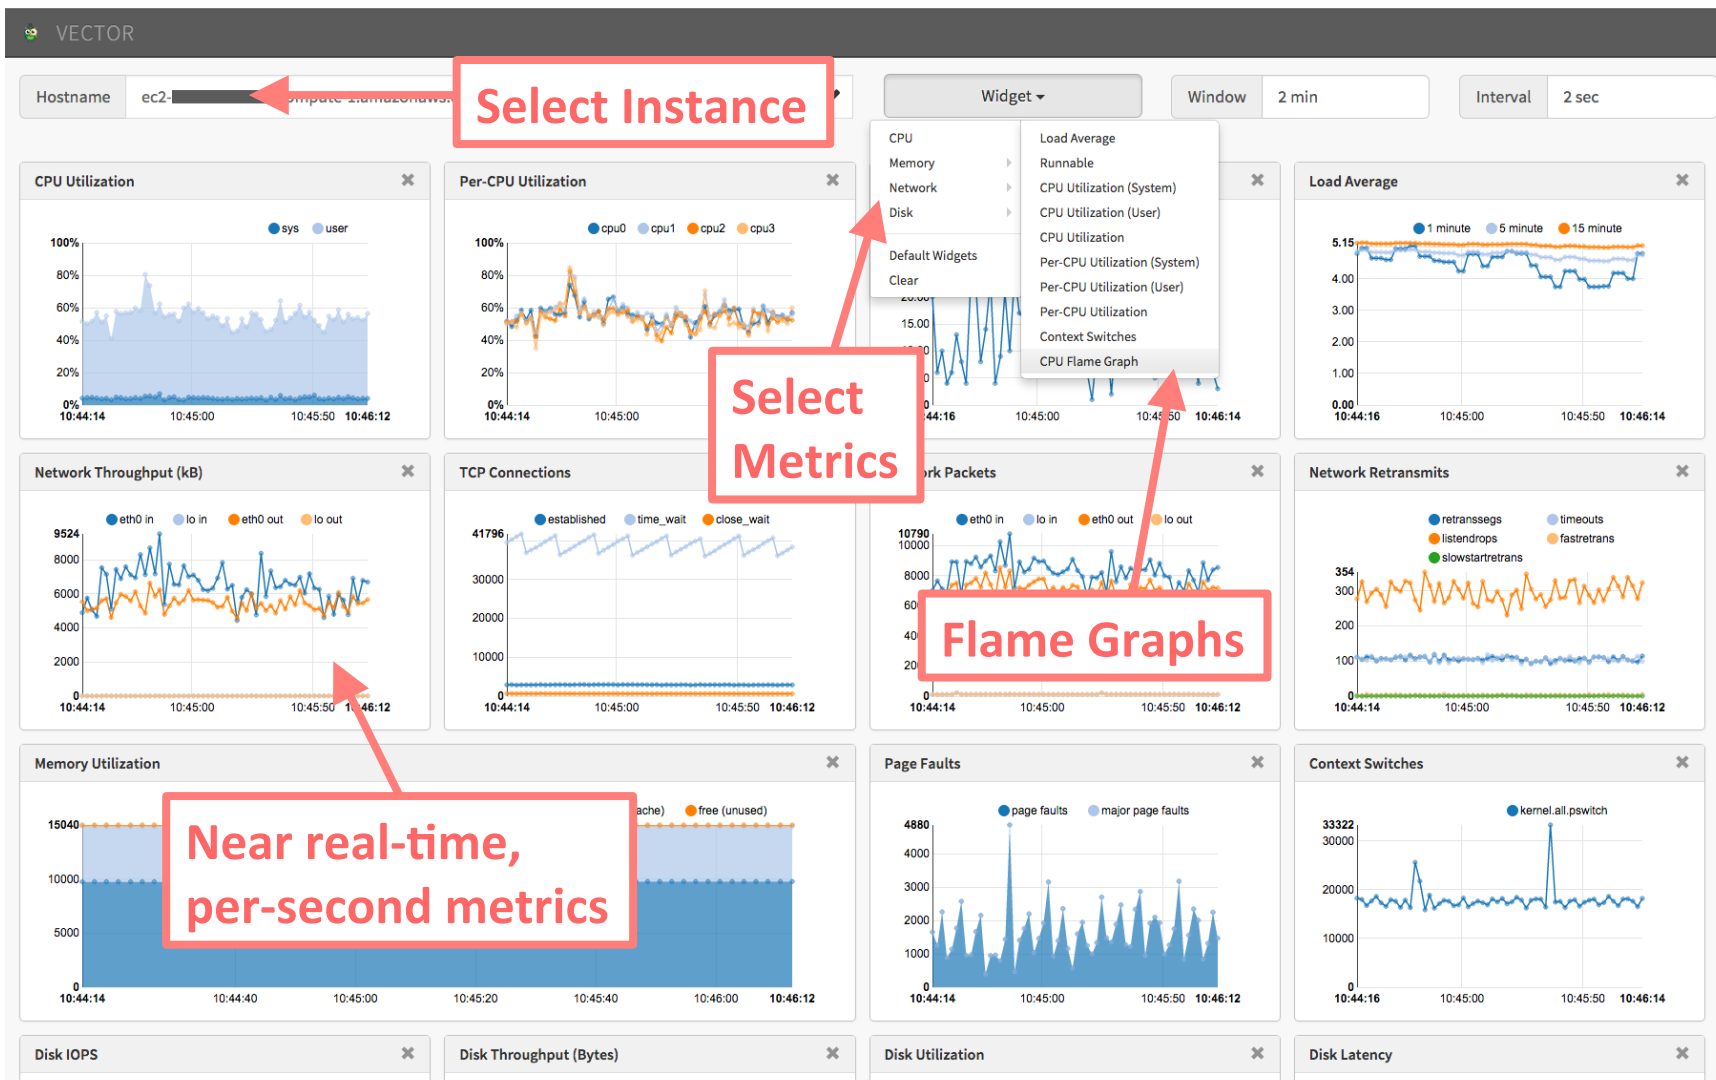 VECTOR
Hostname
ec2-
Select Instance
Widget
Window
2 min
Interval
2 sec
CPU
Memory
Network
Disk
Default Widgets
Clear
Load Average
Runnable
CPU Utilization (System)
CPU Utilization (User)
CPU Utilization
Per-CPU Utilization (System)
Per-CPU Utilization (User)
Per-CPU Utilization
Context Switches
CPU Flame Graph
Select
Metrics
Flame Graphs
Near real-time,
per-second metrics
CPU Utilization
sys user
100%
80%
60%
40%
20%
0%
10:44:14 10:45:00 10:45:50 10:46:12
Per-CPU Utilization
cpu0 cpu1 cpu2 cpu3
100%
80%
60%
40%
20%
0%
10:44:14 10:45:00
15.00
10:45:00 10:46:14
Load Average
1 minute 5 minute 15 minute
5.15
4.00
3.00
2.00
1.00
0.00
10:44:16 10:45:00 10:45:50 10:46:14
Network Throughput (kB)
eth0 in lo in eth0 out lo out
9524
8000
6000
4000
2000
0
10:44:14 10:45:00 10:45:50 10:46:12
TCP Connections
established time_wait close_wait
41796
30000
20000
10000
0
10:44:14 10:45:00 10:45:50 10:46:12
Packets
eth0 in lo in eth0 out lo out
10790
10000
8000
0
10:44:14 10:45:00 10:45:50 10:46:12
Network Retransmits
retranssegs timeouts
listendrops fastretrans
slowstartretrans
354
300
200
100
0
10:44:14 10:45:00 10:45:50 10:46:12
Memory Utilization
free (unused)
15040
10000
5000
0
10:44:14 10:44:40 10:45:00 10:45:20 10:45:40 10:46:00 10:46:12
Page Faults
page faults major page faults
4880
4000
3000
2000
1000
0
10:44:14 10:45:00 10:45:50 10:46:12
Context Switches
kernel.all.pswitch
33322
30000
20000
10000
0
10:44:16 10:45:00 10:45:50 10:46:14
Disk IOPS
Disk Throughput (Bytes)
Disk Utilization
Disk Latency